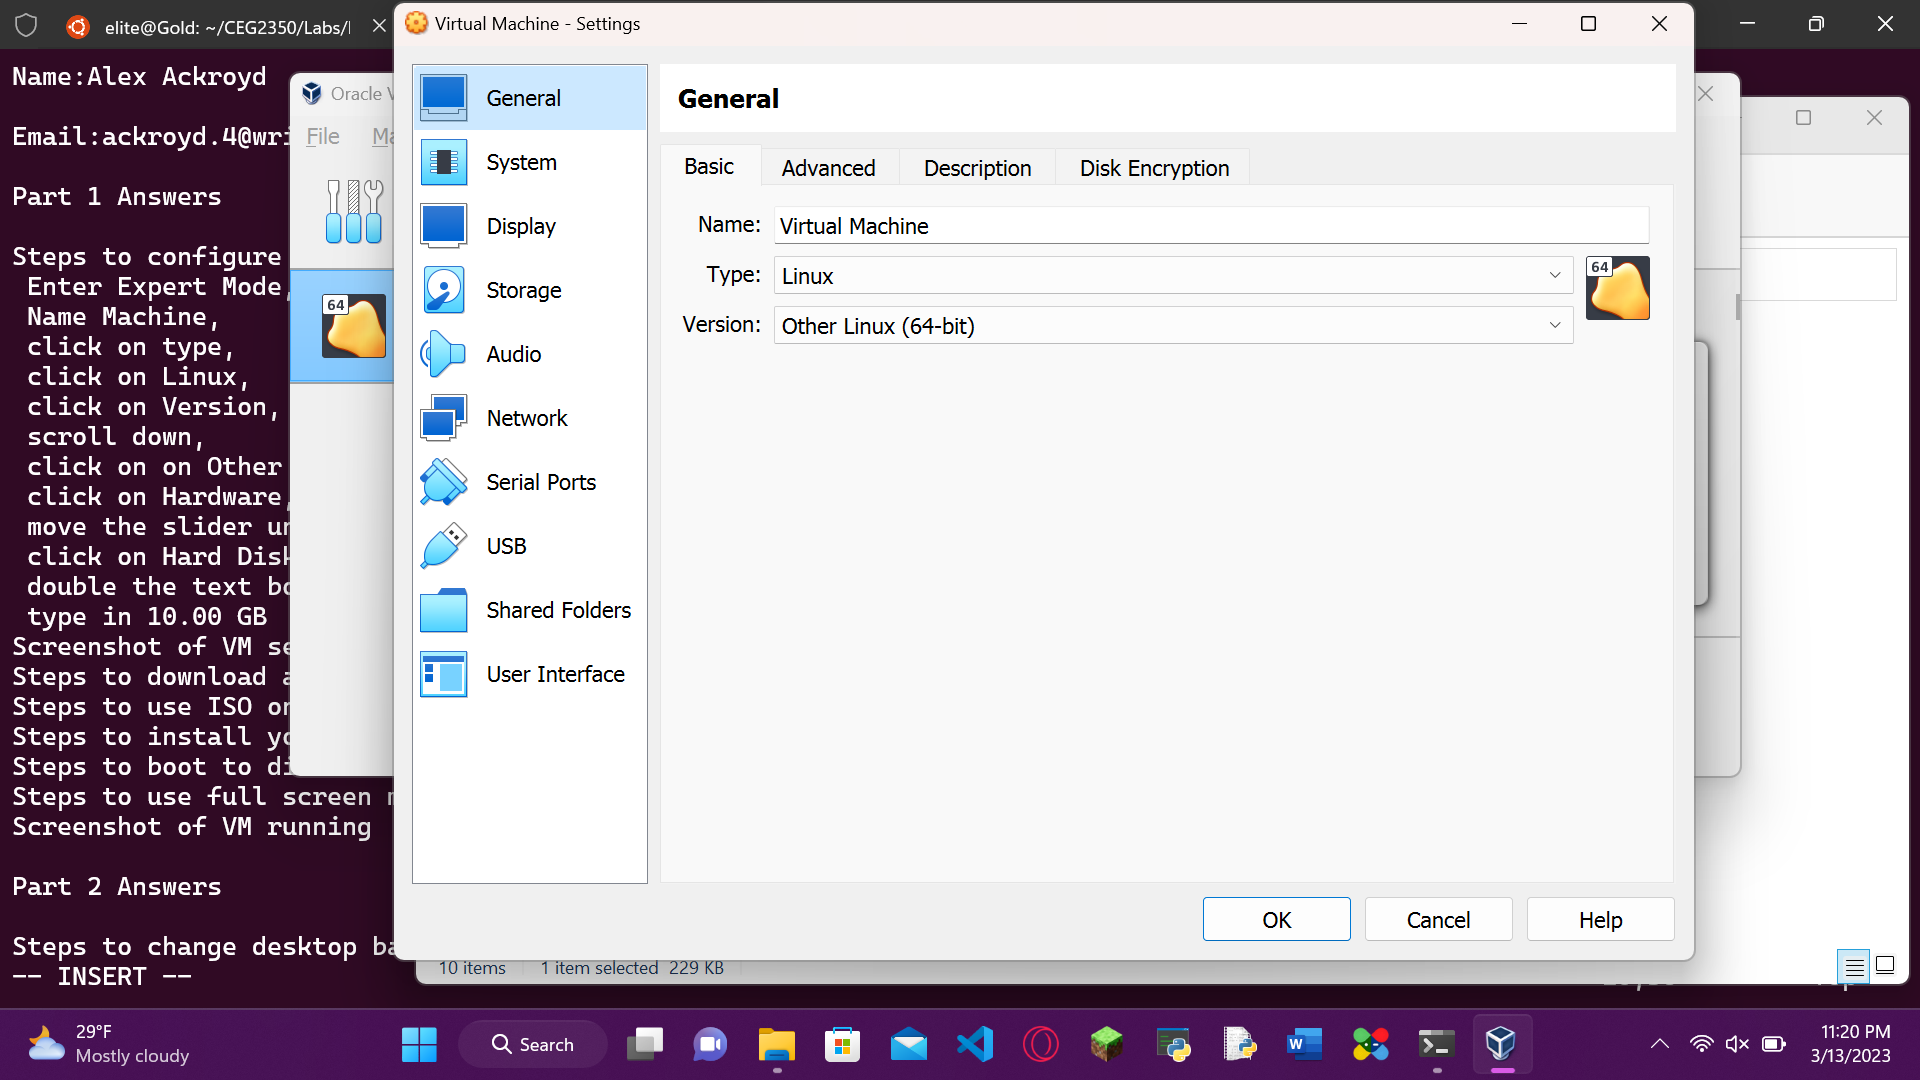 elite@Gold: ~/CEG2350/Labs/
Name:Alex Ackroyd
Email:ackroyd.4@wri
Part 1 Answers
Steps to configure
Enter Expert Mode,
Name Machine,
click on type,
click on Linux,
click on Version,
scroll down,
click on on Other
click on Hardware,
move the slider un
click on Hard Disk
double the text bo
type in 10.00 GB
Screenshot of VM se
Steps to download a
Steps to use ISO on
Steps to install yo
Steps to boot to di
Steps to use full screen m
Screenshot of VM running
Part 2 Answers
Steps to change desktop ba
-- INSERT --
Oracle V
File Ma
64
Virtual Machine - Settings
General
System
Display
Storage
Audio
Network
Serial Ports
USB
Shared Folders
User Interface
General
Basic Advanced Description Disk Encryption
Name: Virtual Machine
Type: Linux
64
Version: Other Linux (64-bit)
OK Cancel Help
10 items 1 item selected 229 KB
29°F
Mostly cloudy
Search
W
11:20 PM
3/13/2023